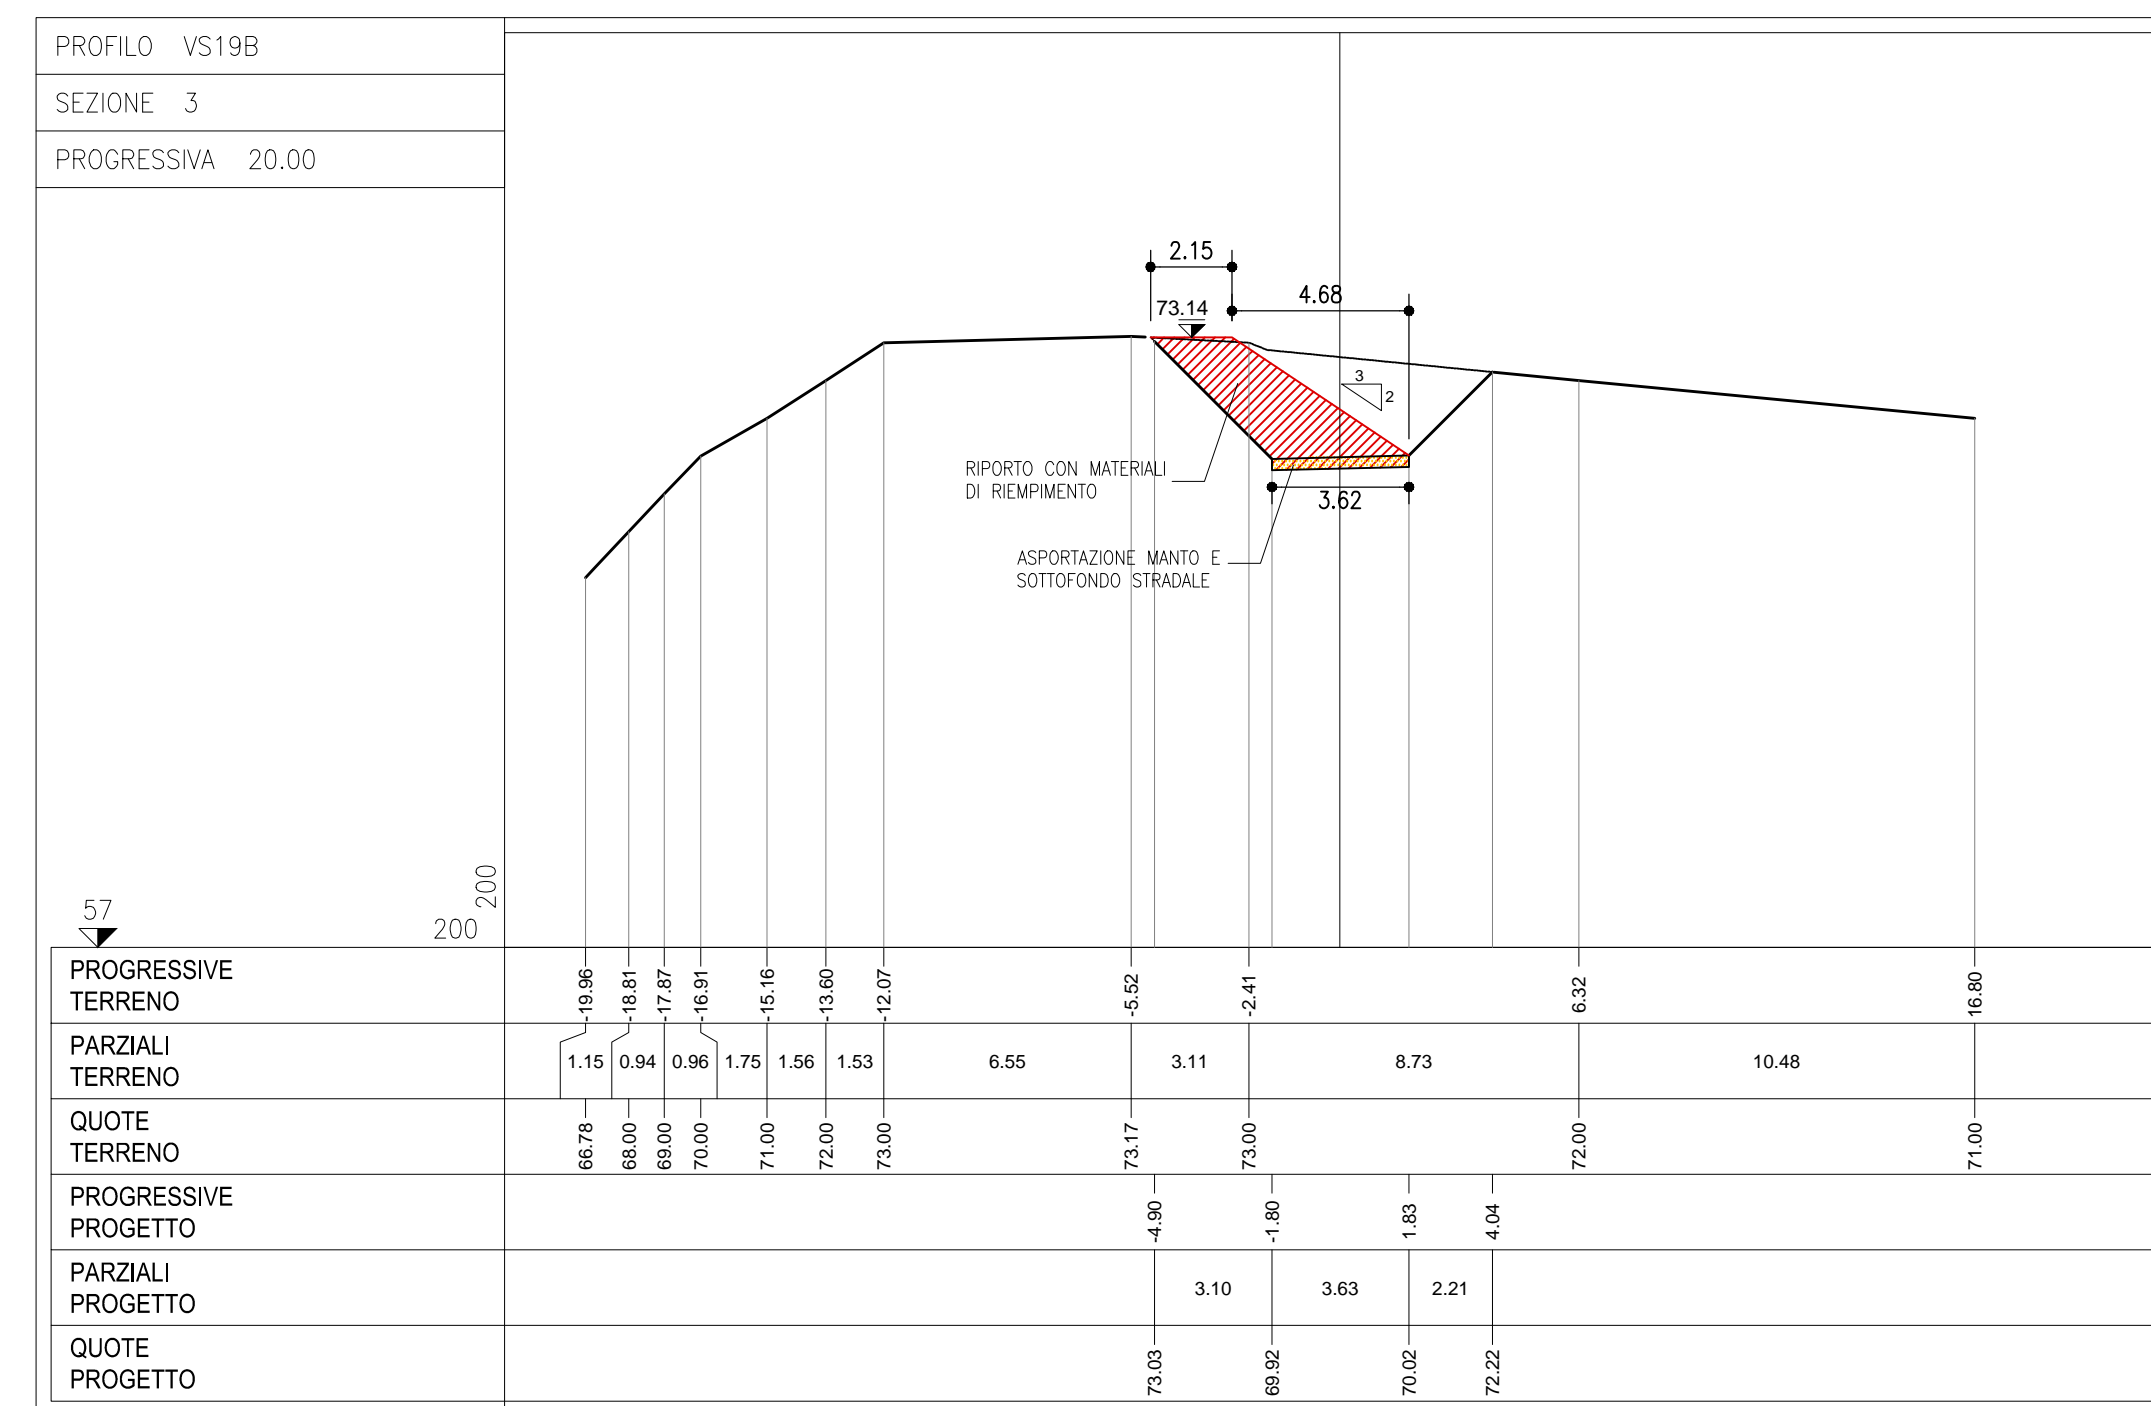 PROFILO VS19B
SEZIONE 3
PROGRESSIVA 20.00
2.15
4.68
73.14
3
2
RIPORTO CON MATERIALI
DI RIEMPIMENTO
3.62
ASPORTAZIONE MANTO E
SOTTOFONDO STRADALE
200
57
200
PROGRESSIVE
TERRENO
-19.96 -18.81 -17.87 -16.91 -15.16 -13.60 -12.07 -5.52 -2.41 6.32 16.80
PARZIALI
TERRENO
1.15 0.94 0.96 1.75 1.56 1.53 6.55 3.11 8.73 10.48
QUOTE
TERRENO
66.78 68.00 69.00 70.00 71.00 72.00 73.00 73.17 73.00 72.00 71.00
PROGRESSIVE
PROGETTO
-4.90 -1.80 1.83 4.04
PARZIALI
PROGETTO
3.10 3.63 2.21
QUOTE
PROGETTO
73.03 69.92 70.02 72.22